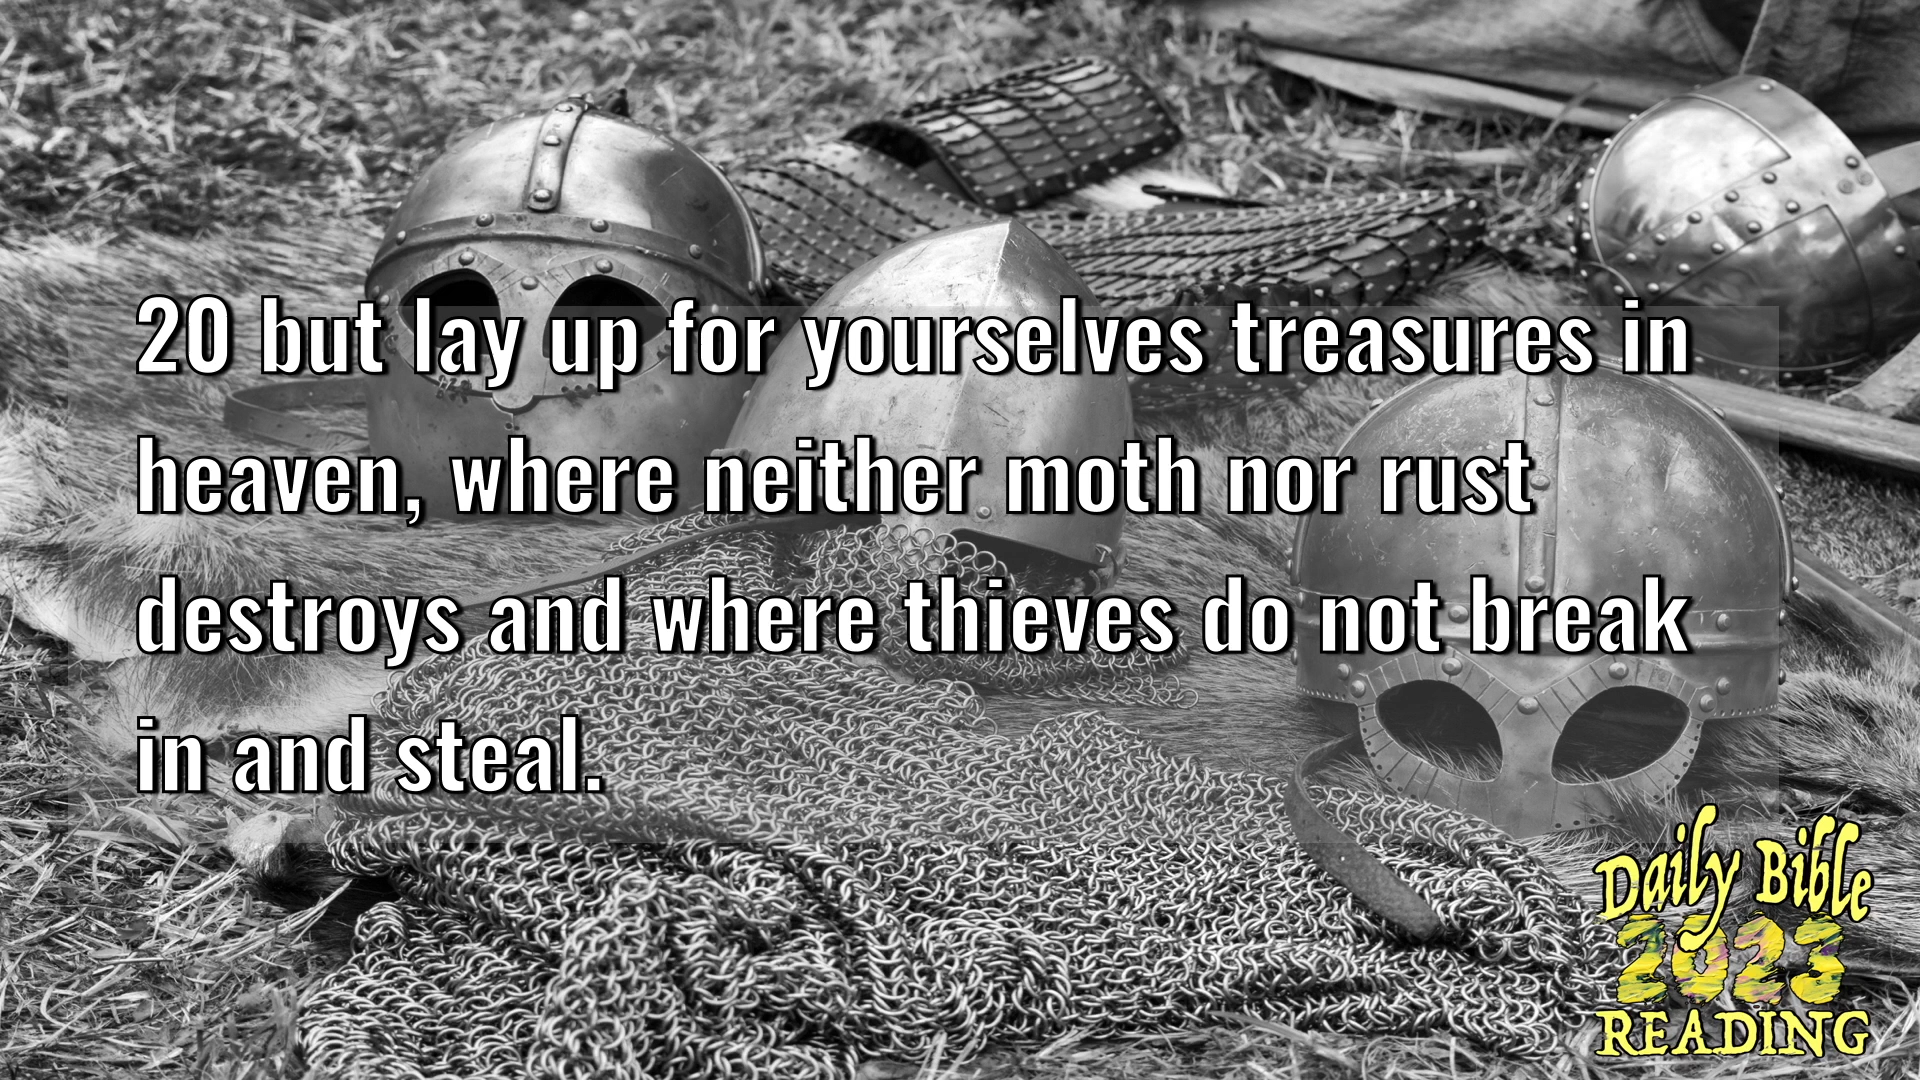 20 but lay up for yourselves treasures in
heaven, where neither moth nor rust
destroys and where thieves do not break
in and steal.
Daily Bible
2023
READING